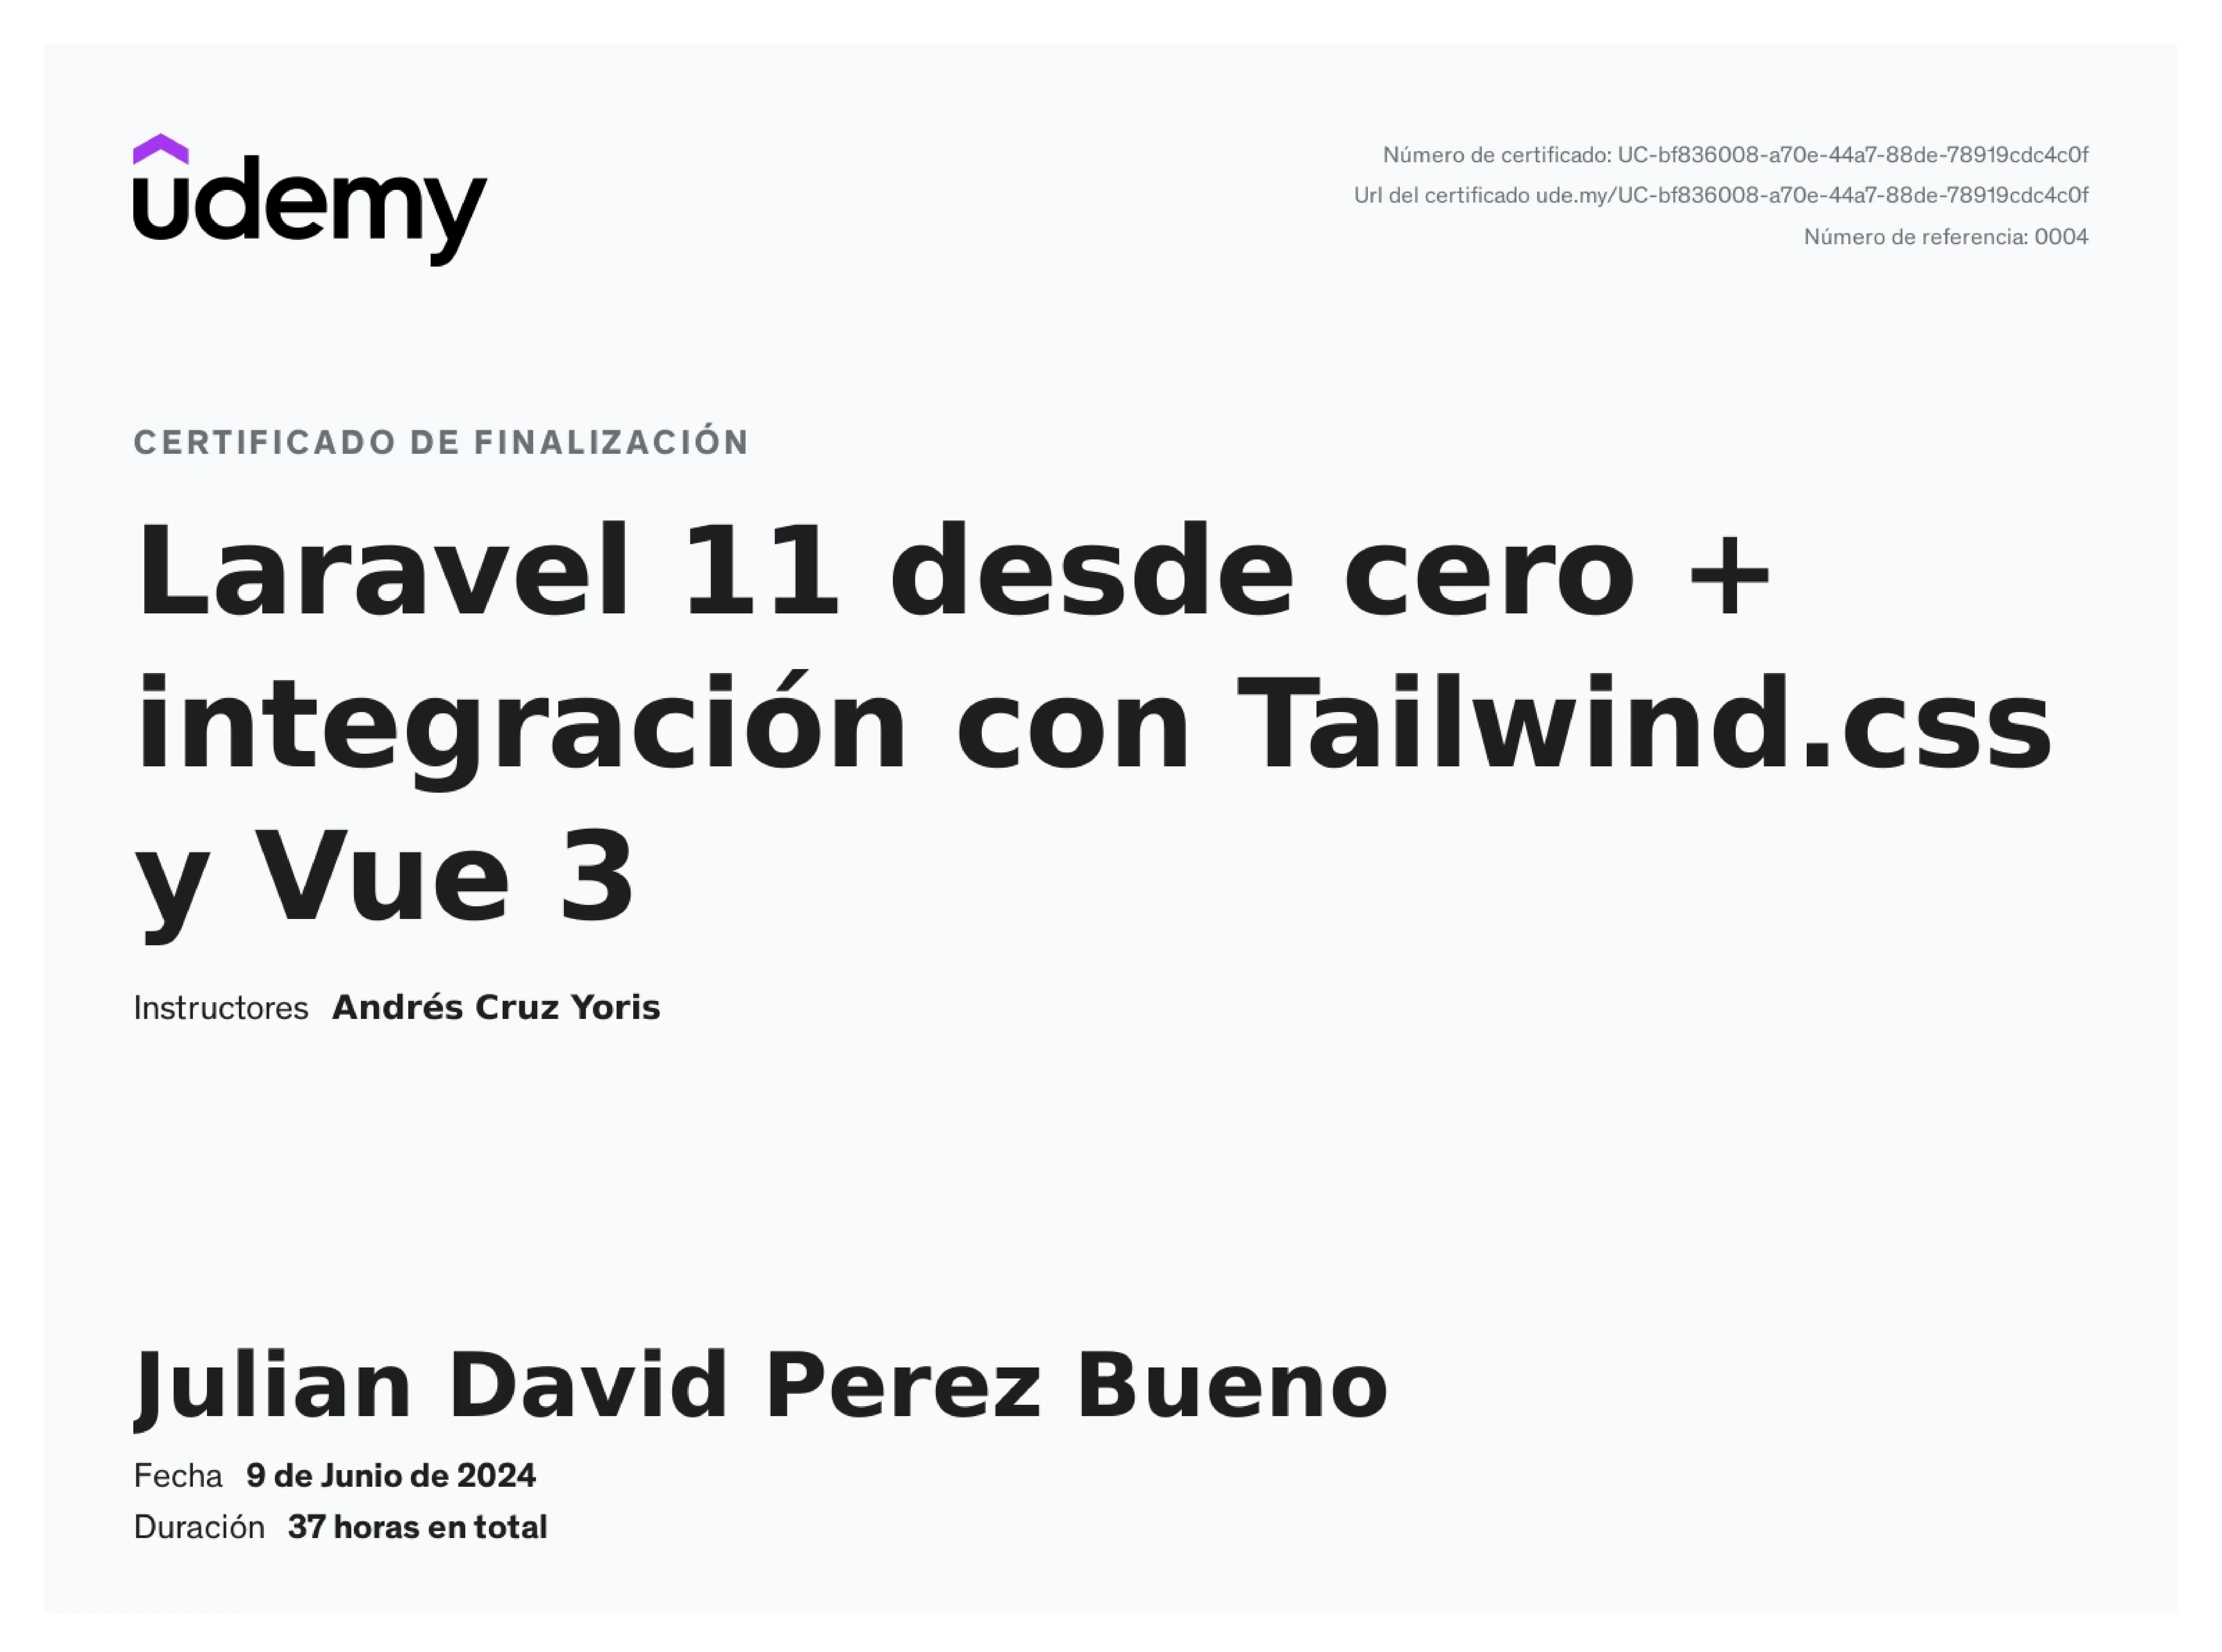 udemy
Número de certificado: UC-bf836008-a70e-44a7-88de-78919cdc4c0f
Url del certificado ude.my/UC-bf836008-a70e-44a7-88de-78919cdc4c0f
Número de referencia: 0004
CERTIFICADO DE FINALIZACIÓN
Laravel 11 desde cero +
integración con Tailwind.css
y Vue 3
Instructores Andrés Cruz Yoris
Julian David Perez Bueno
Fecha 9 de Junio de 2024
Duración 37 horas en total